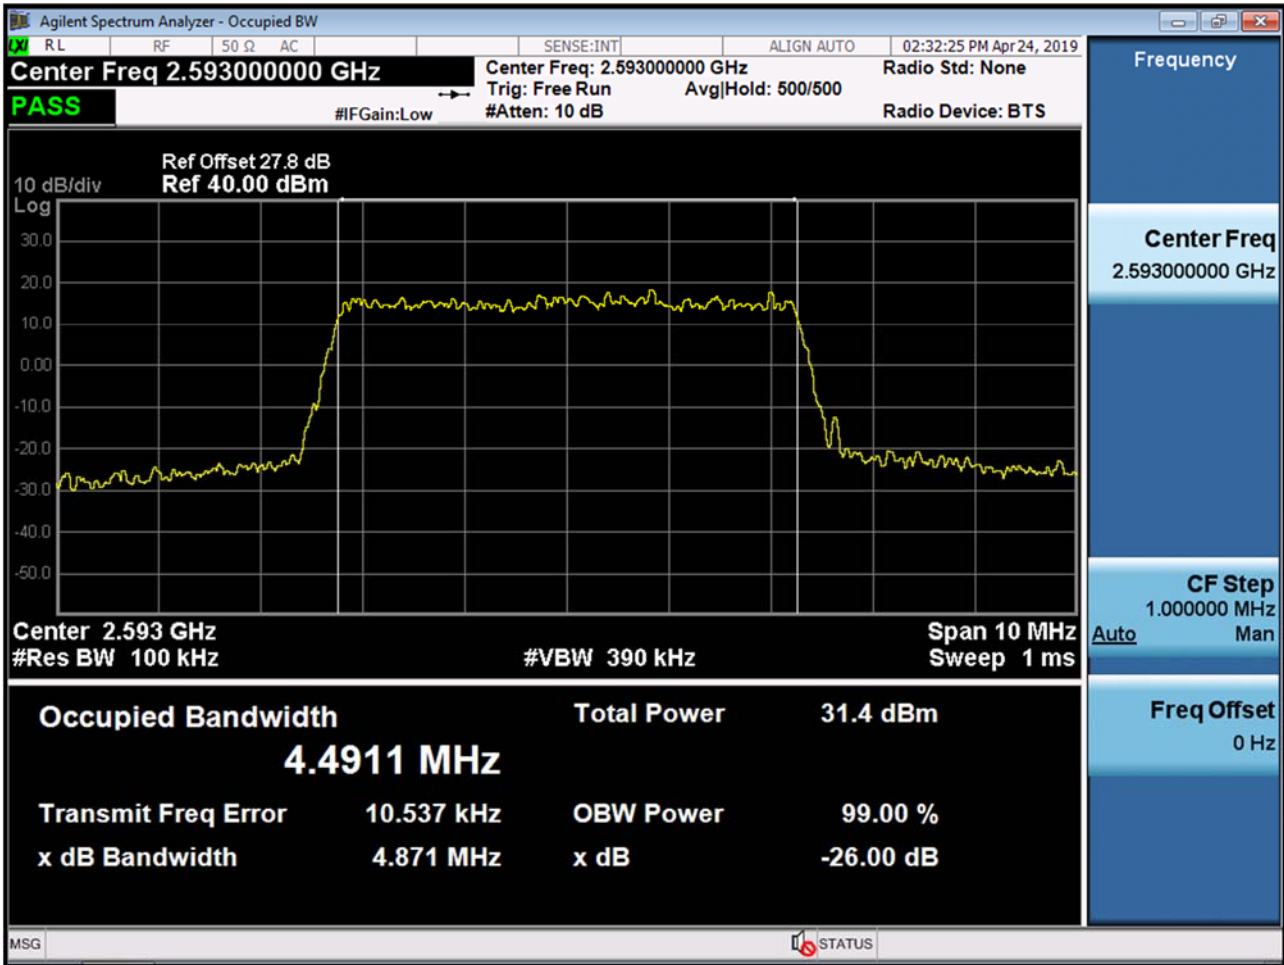 Agilent Spectrum Analyzer - Occupied BW
LXI RL RF 50 Ω AC SENSE:INT ALIGN AUTO 02:32:25 PM Apr 24, 2019
Center Freq 2.593000000 GHz
PASS
#IFGain:Low
Center Freq: 2.593000000 GHz
Trig: Free Run Avg|Hold: 500/500
#Atten: 10 dB
Radio Std: None
Radio Device: BTS
Ref Offset 27.8 dB
10 dB/div Ref 40.00 dBm
Log
30.0
20.0
10.0
0.00
-10.0
-20.0
-30.0
-40.0
-50.0
Center 2.593 GHz Span 10 MHz
#Res BW 100 kHz #VBW 390 kHz Sweep 1 ms
Occupied Bandwidth Total Power 31.4 dBm
4.4911 MHz
Transmit Freq Error 10.537 kHz OBW Power 99.00 %
x dB Bandwidth 4.871 MHz x dB -26.00 dB
Frequency
Center Freq
2.593000000 GHz
CF Step
1.000000 MHz
Auto Man
Freq Offset
0 Hz
MSG STATUS